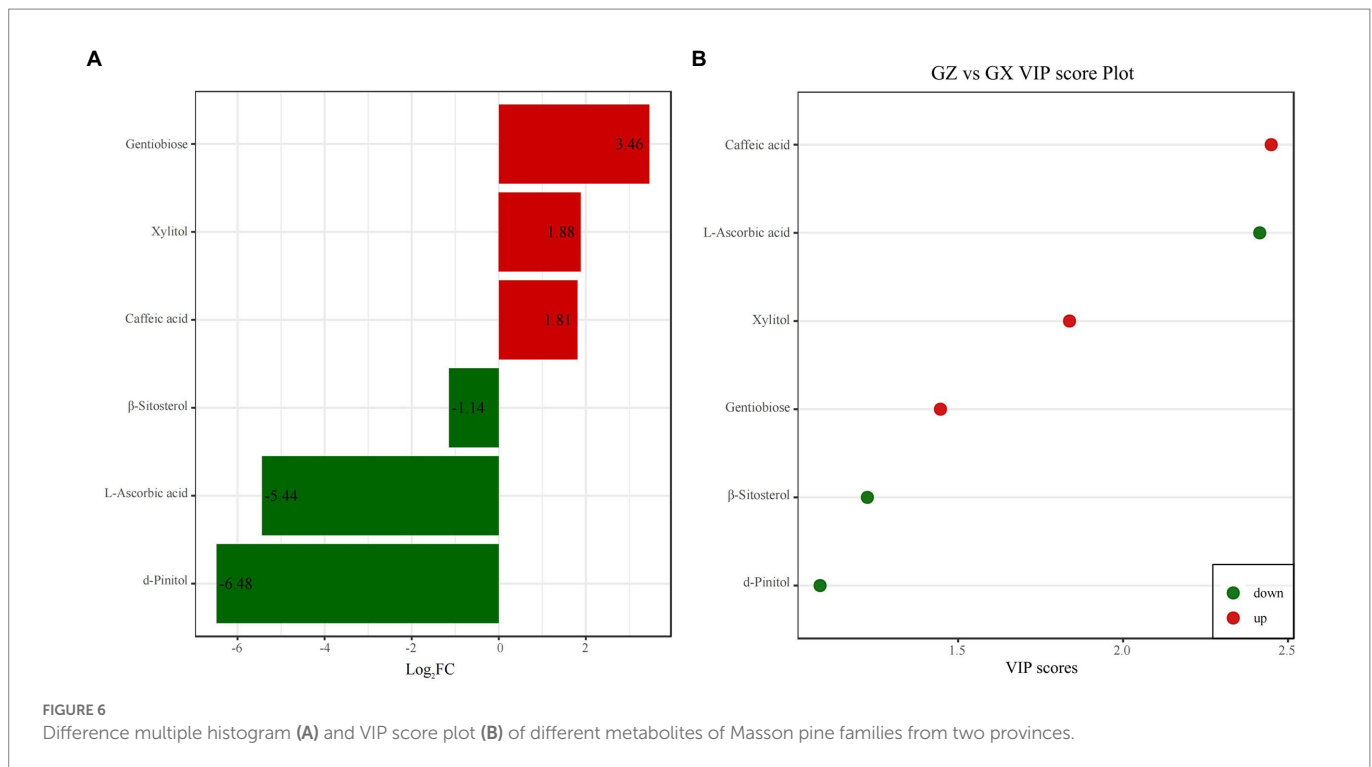 A
Gentiobiose
3.46
Xylitol
1.88
Caffeic acid
1.81
β-Sitosterol
-1.14
L-Ascorbic acid
-5.44
d-Pinitol
-6.48
-6 -4 -2 0 2
Log₂FC
B
GZ vs GX VIP score Plot
Caffeic acid
L-Ascorbic acid
Xylitol
Gentiobiose
β-Sitosterol
d-Pinitol
down
up
1.5 2.0 2.5
VIP scores
FIGURE 6
Difference multiple histogram (A) and VIP score plot (B) of different metabolites of Masson pine families from two provinces.